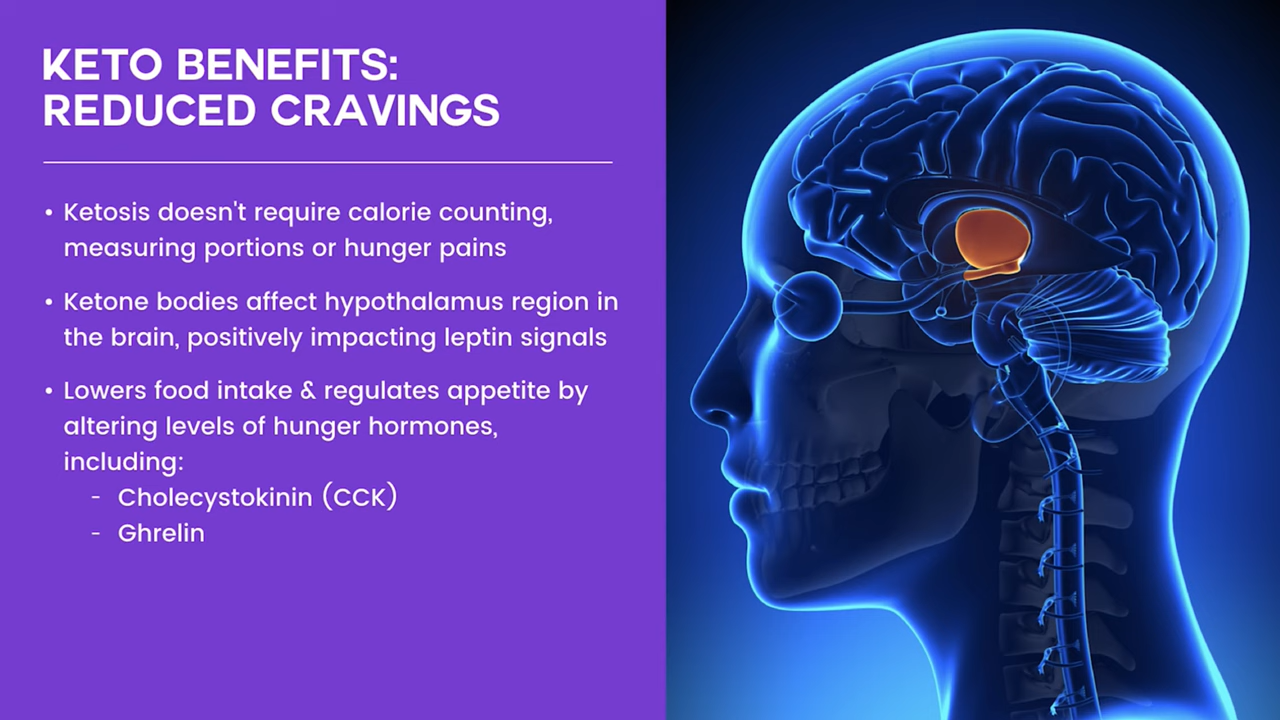 KETO BENEFITS:
REDUCED CRAVINGS
• Ketosis doesn't require calorie counting,
measuring portions or hunger pains
• Ketone bodies affect hypothalamus region in
the brain, positively impacting leptin signals
• Lowers food intake & regulates appetite by
altering levels of hunger hormones,
including:
- Cholecystokinin (CCK)
- Ghrelin